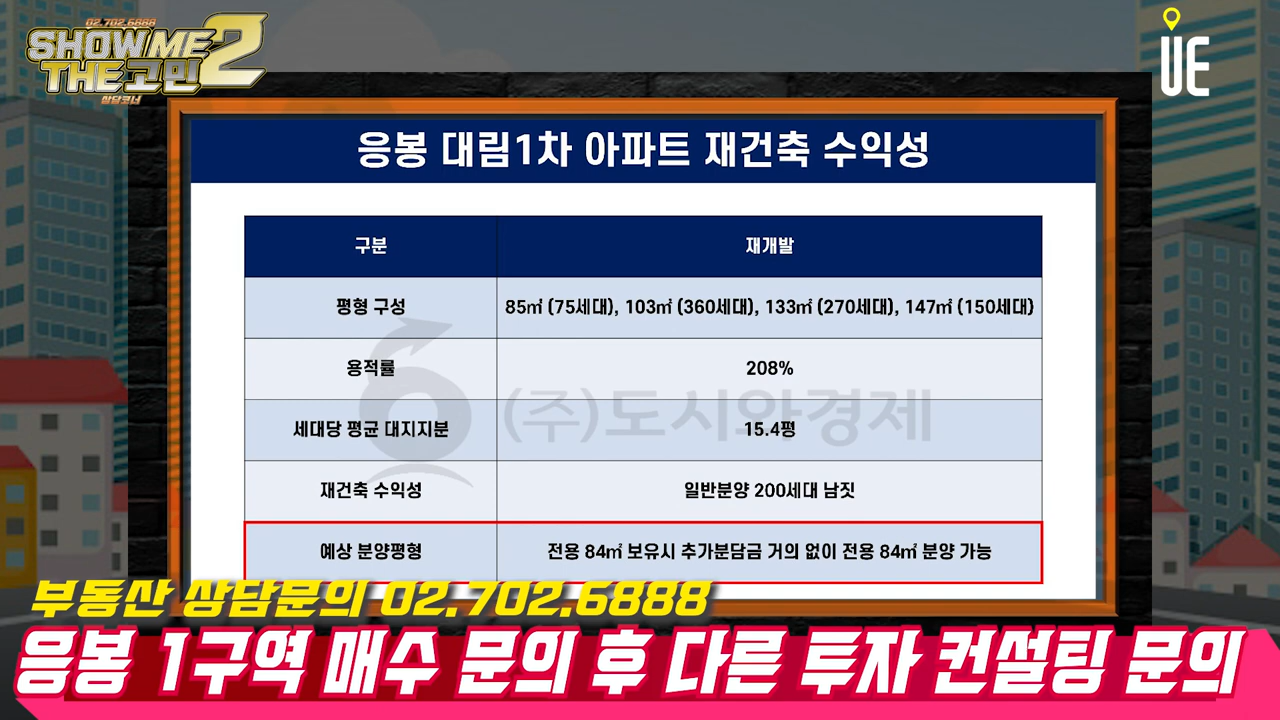 02.702.6888
SHOW ME
THE고민 2
상담코너
UE
응봉 대림1차 아파트 재건축 수익성
구분 재개발
평형 구성 85㎡ (75세대), 103㎡ (360세대), 133㎡ (270세대), 147㎡ (150세대)
용적률 208%
(주)도시와경제
세대당 평균 대지지분 15.4평
재건축 수익성 일반분양 200세대 남짓
예상 분양평형 전용 84㎡ 보유시 추가분담금 거의 없이 전용 84㎡ 분양 가능
부동산 상담문의 02.702.6888
응봉 1구역 매수 문의 후 다른 투자 컨설팅 문의